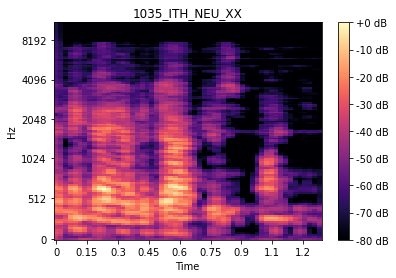 1035_ITH_NEU_XX
Hz
8192
4096
2048
1024
512
0
0 0.15 0.3 0.45 0.6 0.75 0.9 1.1 1.2
Time
+0 dB
-10 dB
-20 dB
-30 dB
-40 dB
-50 dB
-60 dB
-70 dB
-80 dB